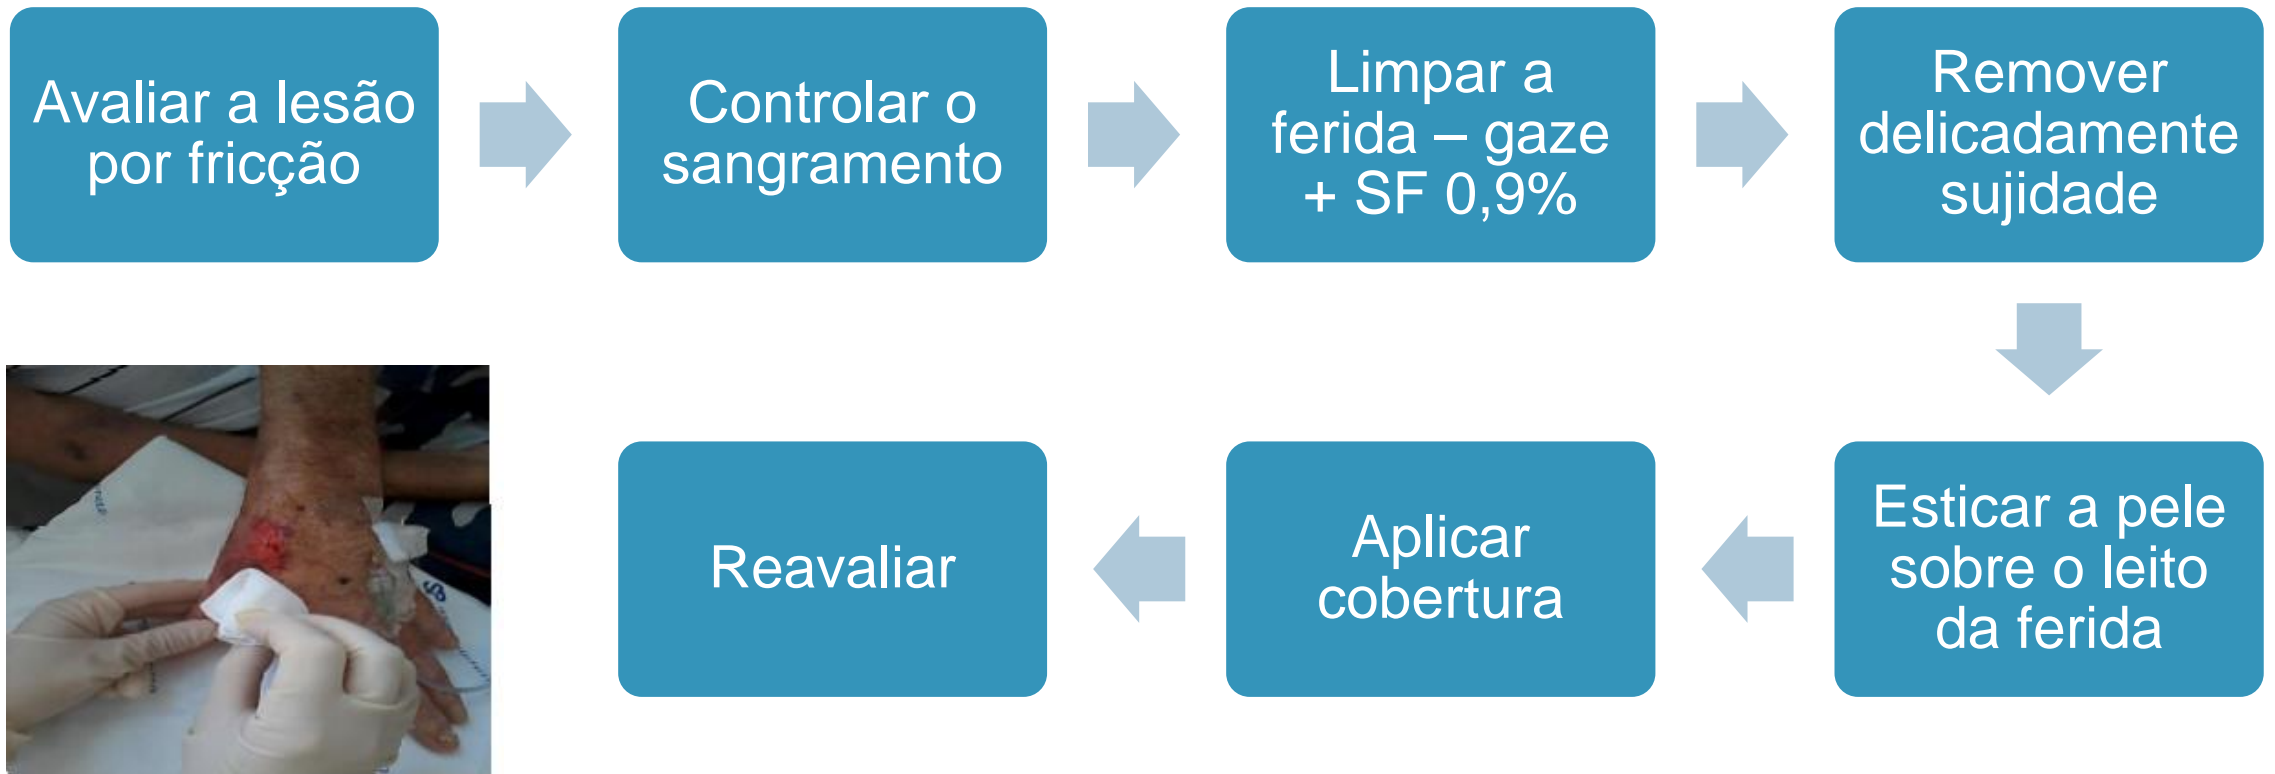 Avaliar a lesão
por fricção
Controlar o
sangramento
Limpar a
ferida – gaze
+ SF 0,9%
Remover
delicadamente
sujidade
Esticar a pele
sobre o leito
da ferida
Aplicar
cobertura
Reavaliar